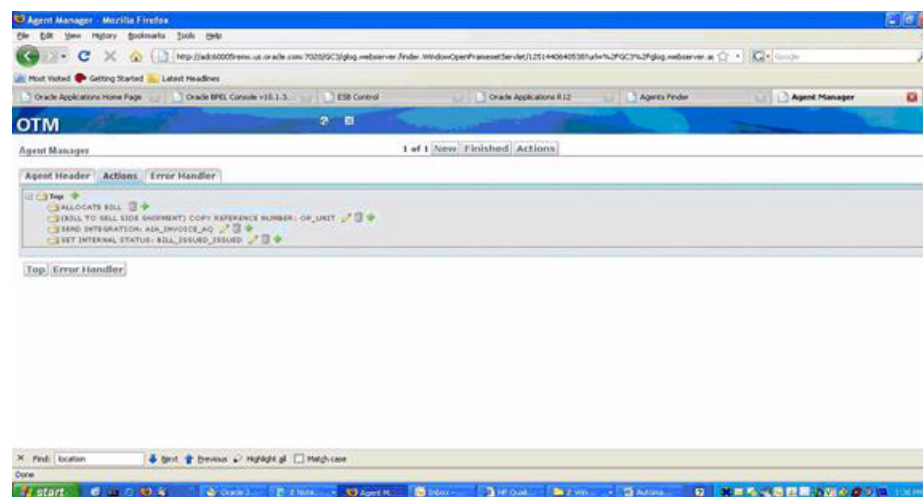 Agent Manager - Mozilla Firefox
File Edit View History Bookmarks Tools Help
Most Visited Getting Started Latest Headlines
Oracle Applications Home Page Oracle BPEL Console v10.1.3... ESB Control Oracle Applications R12 Agents Finder Agent Manager
OTM
Agent Manager 1 of 1 New Finished Actions
Agent Header Actions Error Handler
Top
ALLOCATE BILL
(BILL TO SELL SIDE SHIPMENT) COPY REFERENCE NUMBER: OP_UNIT
SEND INTEGRATION: AIA_INVOICE_AQ
SET INTERNAL STATUS: BILL_ISSUED_ISSUED
Top Error Handler
Find: location Next Previous Highlight all Match case
Done
start Oracle Agent M... Inbox -